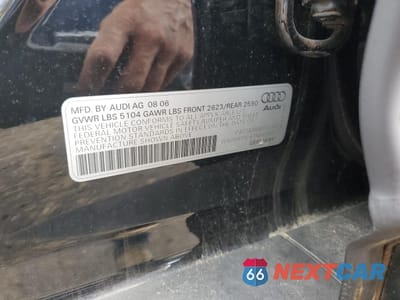 MFD. BY AUDI AG 08 06
GVWR LBS 5104 GAWR LBS FRONT 2623/REAR 2590
THIS VEHICLE CONFORMS TO ALL APPLICABLE
FEDERAL MOTOR VEHICLE SAFETY BUMPER AND THEFT
PREVENTION STANDARDS IN EFFECT ON THE DATE OF
MANUFACTURE SHOWN ABOVE
Audi
66 NEXTCAR